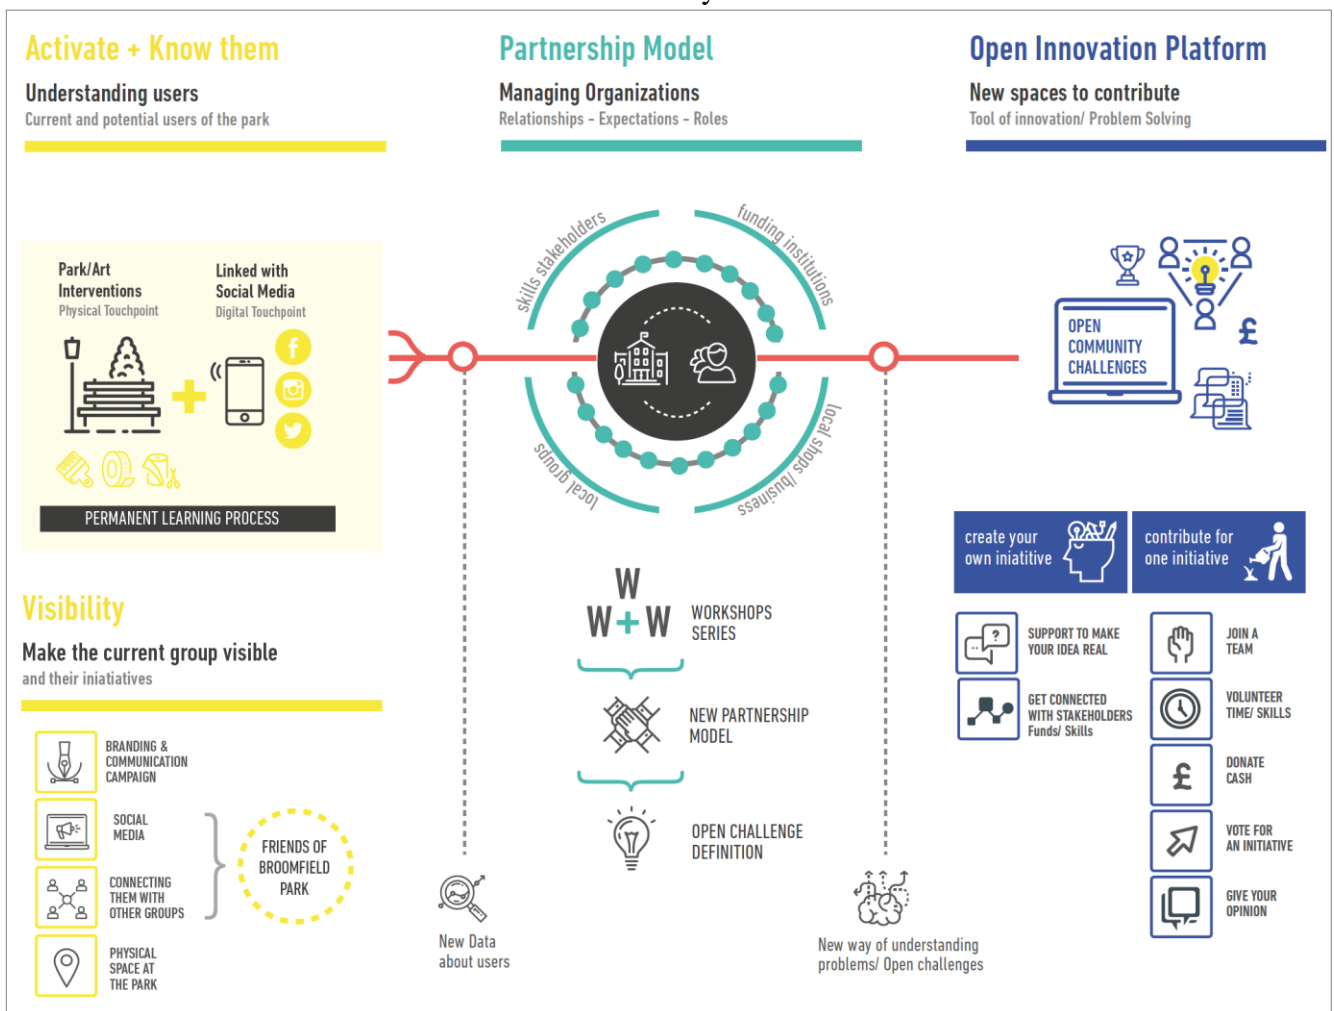 Activate + Know them
Understanding users
Current and potential users of the park
Park/Art
Interventions
Physical Touchpoint
Linked with
Social Media
Digital Touchpoint
PERMANENT LEARNING PROCESS
Visibility
Make the current group visible
and their iniatiatives
BRANDING &
COMMUNICATION
CAMPAIGN
SOCIAL
MEDIA
CONNECTING
THEM WITH
OTHER GROUPS
PHYSICAL
SPACE AT
THE PARK
FRIENDS OF
BROOMFIELD
PARK
Partnership Model
Managing Organizations
Relationships - Expectations - Roles
skills stakeholders
funding institutions
local groups
local shops/business
W
W + W
WORKSHOPS
SERIES
NEW PARTNERSHIP
MODEL
OPEN CHALLENGE
DEFINITION
New Data
about users
New way of understanding
problems/ Open challenges
Open Innovation Platform
New spaces to contribute
Tool of innovation/ Problem Solving
OPEN
COMMUNITY
CHALLENGES
£
create your
own iniatitive
contribute for
one initiative
SUPPORT TO MAKE
YOUR IDEA REAL
GET CONNECTED
WITH STAKEHOLDERS
Funds/ Skills
JOIN A
TEAM
VOLUNTEER
TIME/ SKILLS
£
DONATE
CASH
VOTE FOR
AN INITIATIVE
GIVE YOUR
OPINION